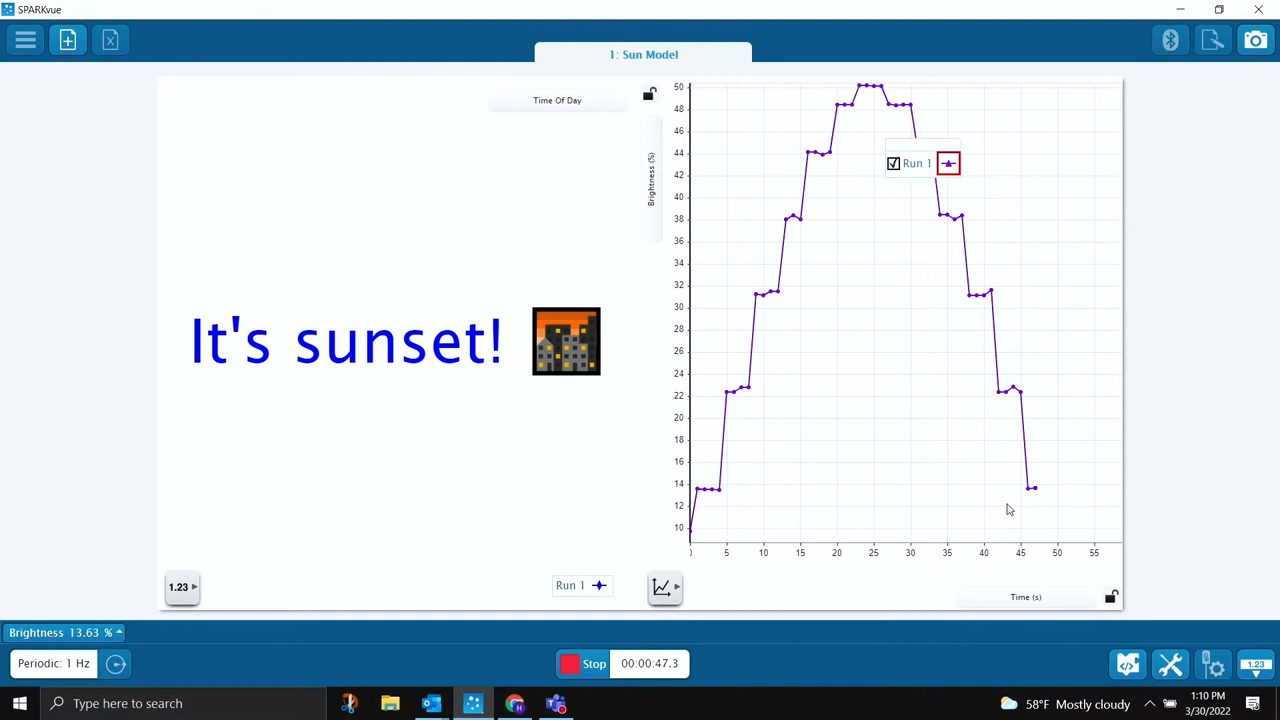 SPARKvue
1: Sun Model
Time Of Day
Brightness (%)
50
48
46
44
42
38
36
34
32
30
28
26
24
22
20
18
16
14
12
10
Run 1
It's sunset!
5 10 15 20 25 30 35 40 45 50 55
1.23
Run 1
Time (s)
Brightness 13.63 %
Periodic: 1 Hz
Stop
00:00:47.3
1.23
Type here to search
58°F Mostly cloudy
1:10 PM
3/30/2022